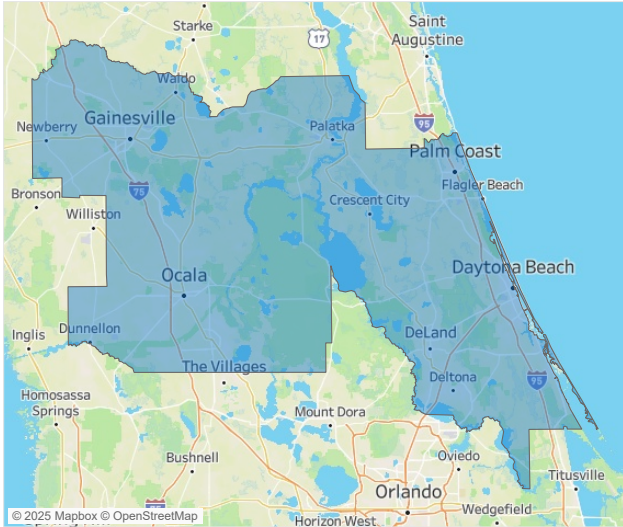 Saint
Augustine
Starke
17
Waldo
Gainesville
Newberry
Palatka
95
Palm Coast
Flagler Beach
75
Bronson
Crescent City
Williston
Ocala
Daytona Beach
Inglis
Dunnellon
DeLand
The Villages
Deltona
95
Homosassa
Springs
Mount Dora
Bushnell
Oviedo
Titusville
Orlando
Wedgefield
Horizon West
© 2025 Mapbox © OpenStreetMap